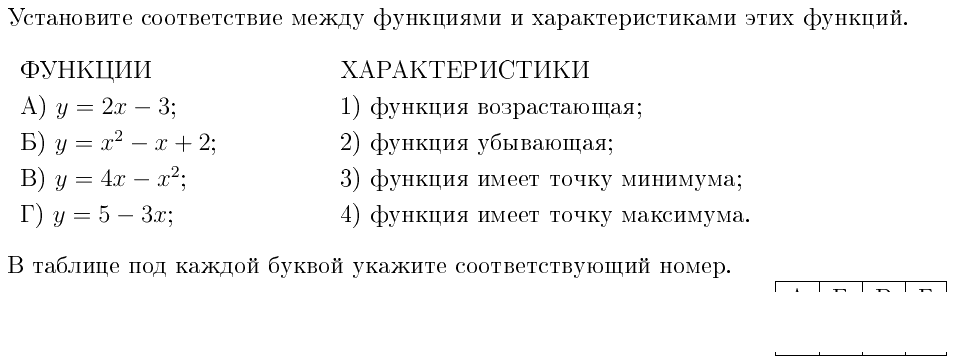 Установите соответствие между функциями и характеристиками этих функций.
ФУНКЦИИ ХАРАКТЕРИСТИКИ
А) y = 2x − 3; 1) функция возрастающая;
Б) y = x² − x + 2; 2) функция убывающая;
В) y = 4x − x²; 3) функция имеет точку минимума;
Г) y = 5 − 3x; 4) функция имеет точку максимума.
В таблице под каждой буквой укажите соответствующий номер.